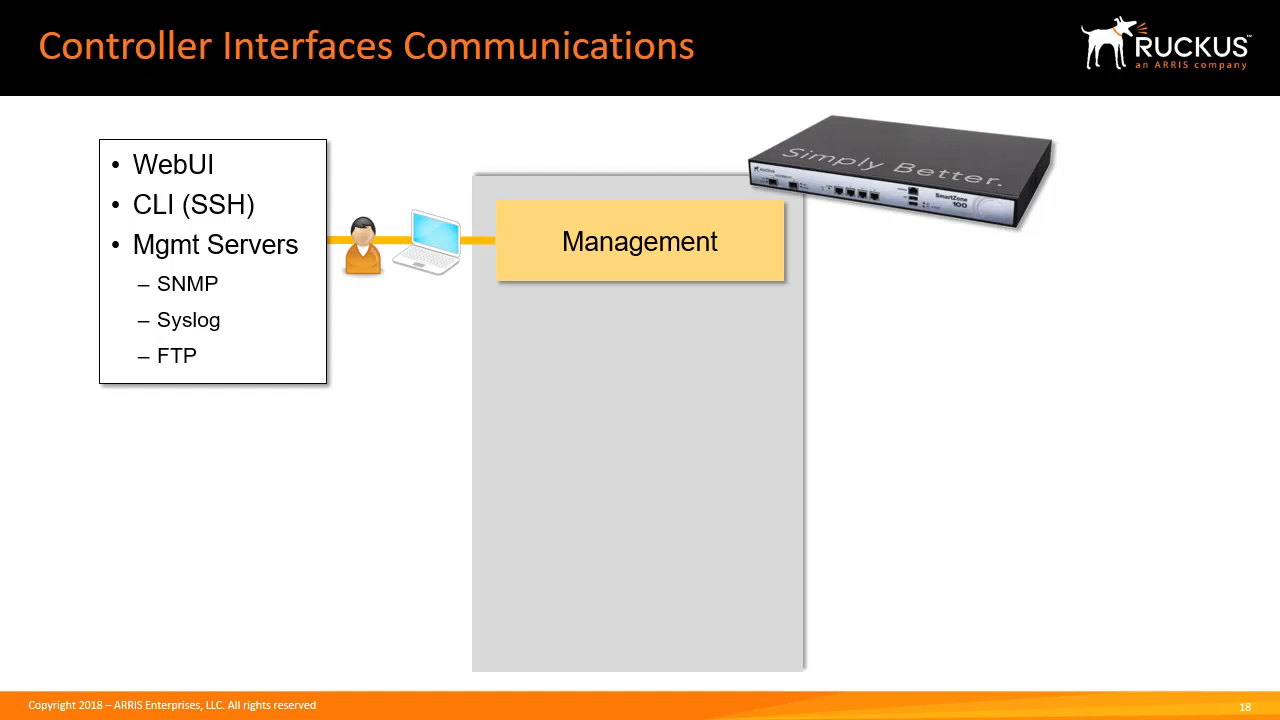 Controller Interfaces Communications
RUCKUS™
an ARRIS company
• WebUI
• CLI (SSH)
• Mgmt Servers
– SNMP
– Syslog
– FTP
Management
Simply Better.
SmartZone
100
Copyright 2018 – ARRIS Enterprises, LLC. All rights reserved
18